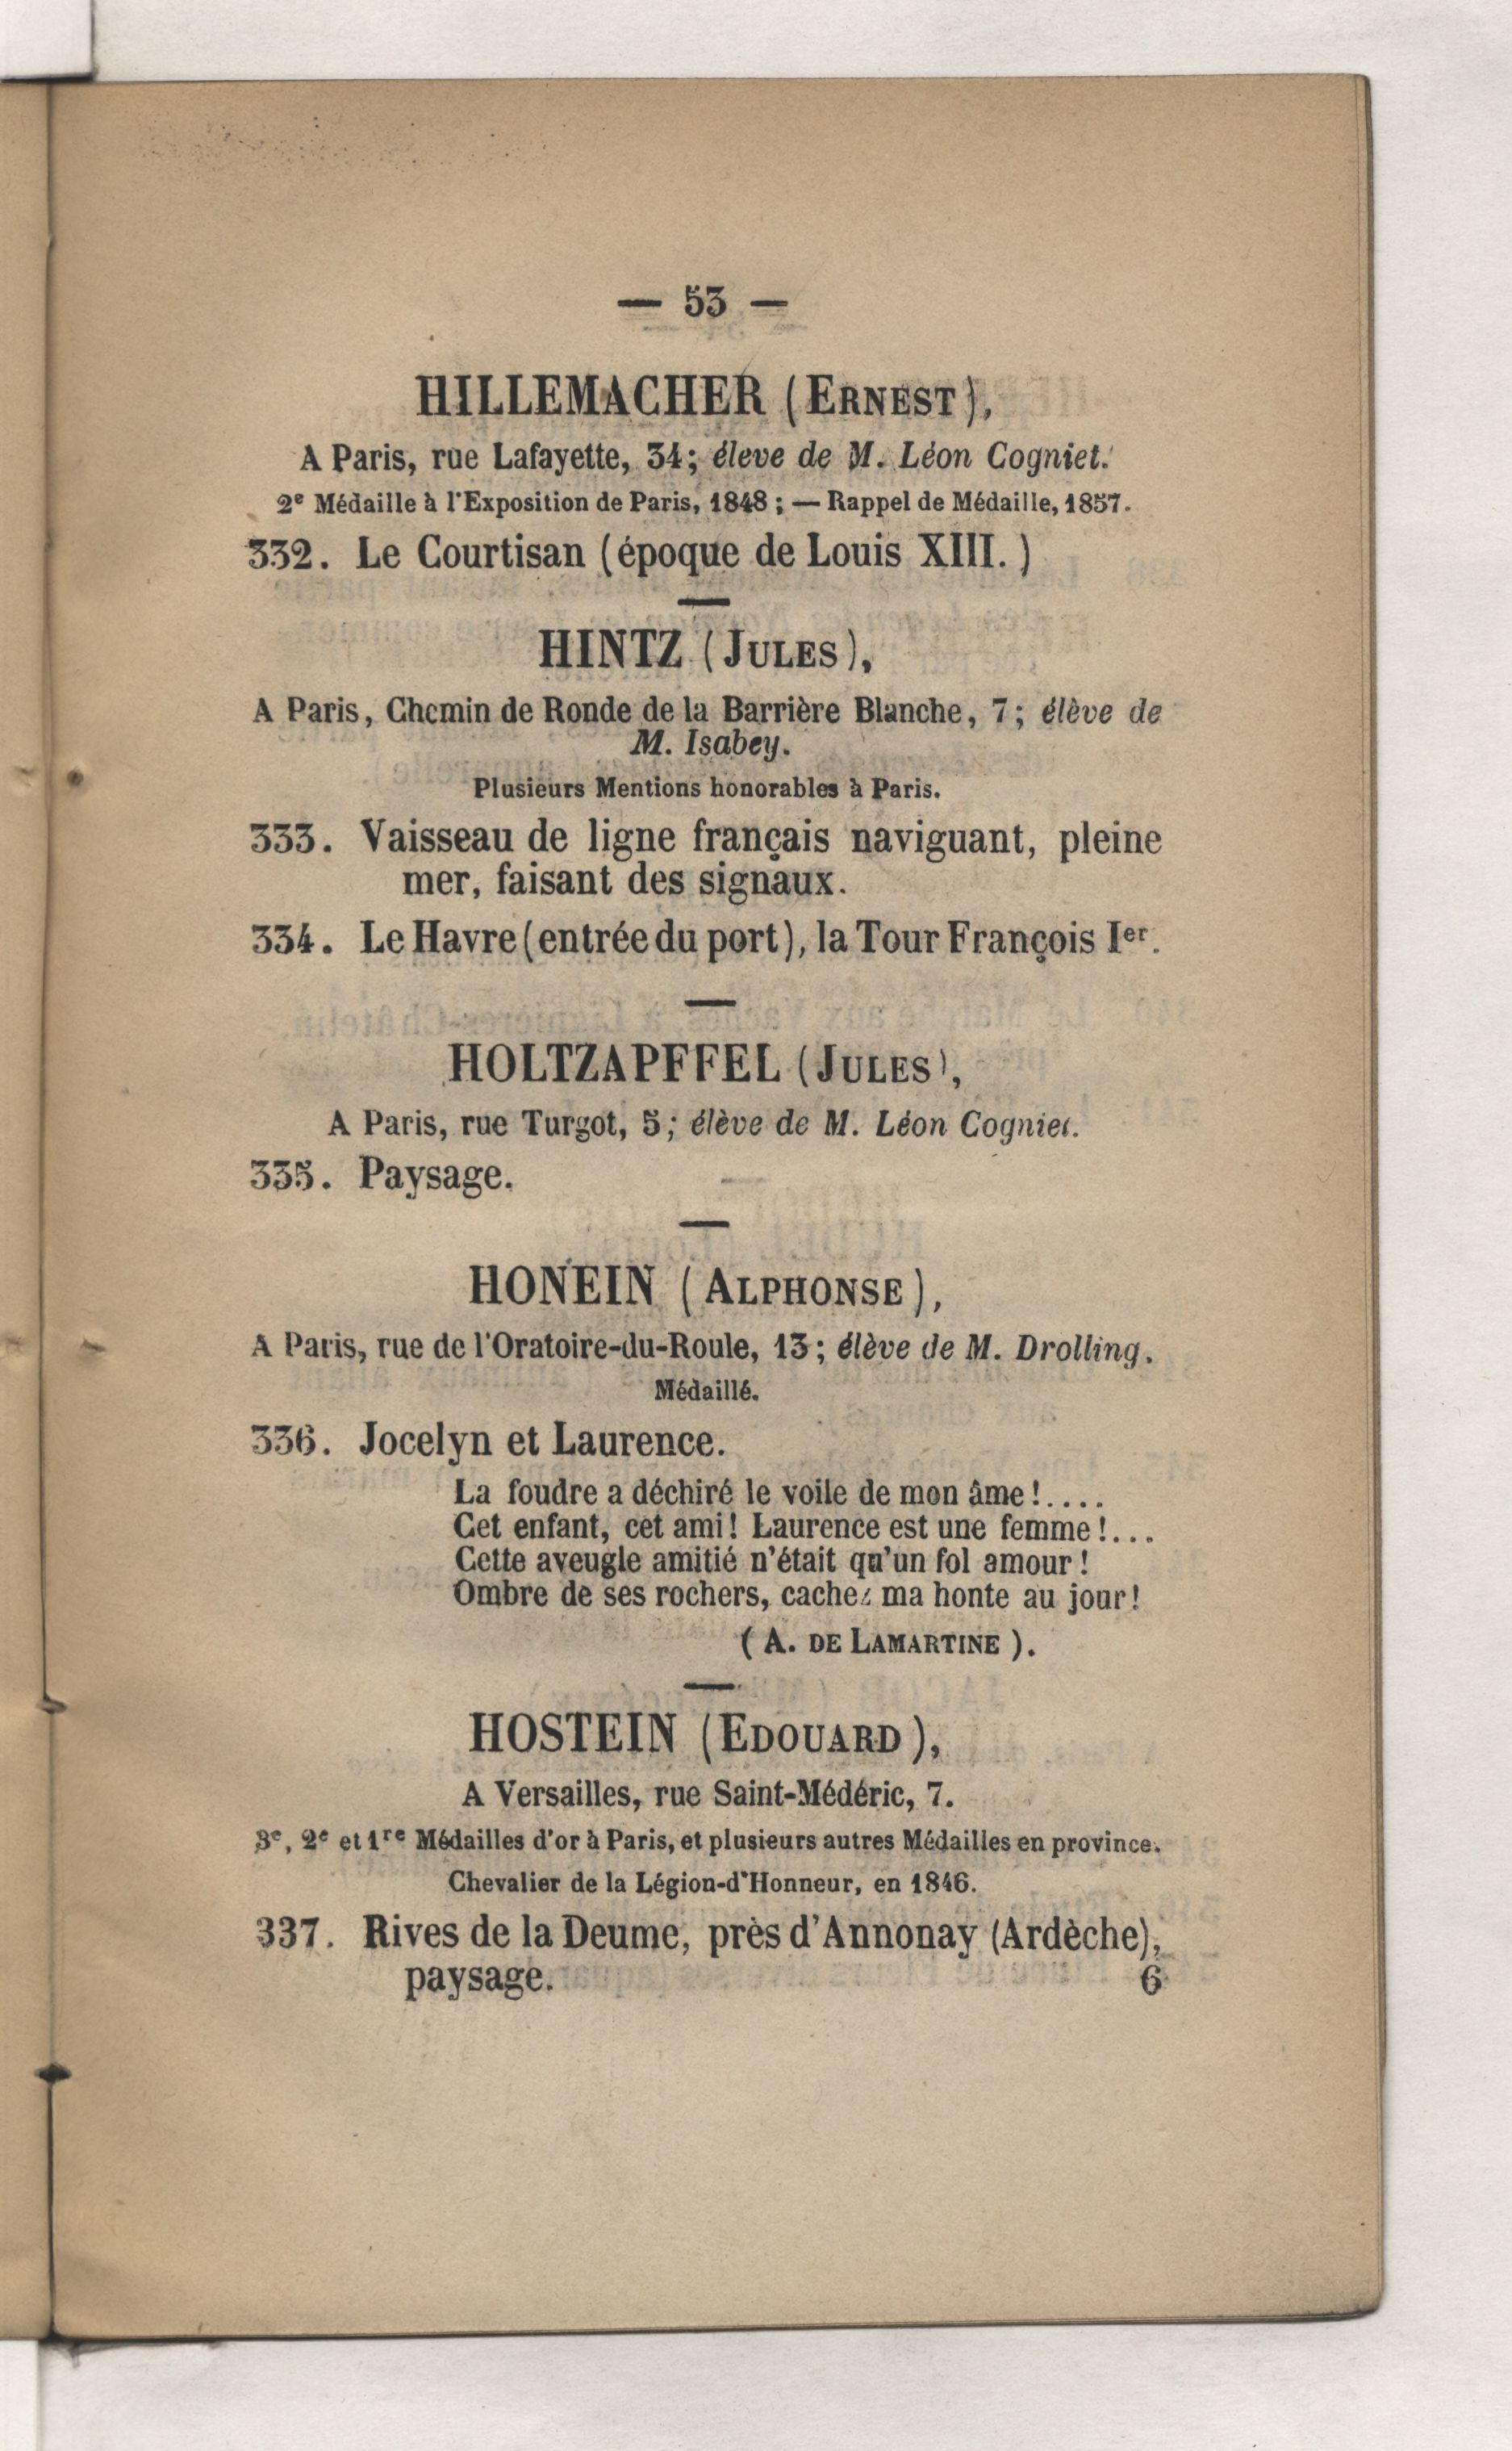 — 53 —
HILLEMACHER (ERNEST),
A Paris, rue Lafayette, 34; éleve de M. Léon Cogniet.
2e Médaille à l'Exposition de Paris, 1848; — Rappel de Médaille, 1857.
332. Le Courtisan (époque de Louis XIII.)
HINTZ (JULES),
A Paris, Chemin de Ronde de la Barrière Blanche, 7; élève de
M. Isabey.
Plusieurs Mentions honorables à Paris.
333. Vaisseau de ligne français naviguant, pleine
mer, faisant des signaux.
334. Le Havre (entrée du port), la Tour François Ier.
HOLTZAPFFEL (JULES),
A Paris, rue Turgot, 5; élève de M. Léon Cogniet.
335. Paysage.
HONEIN (ALPHONSE),
A Paris, rue de l'Oratoire-du-Roule, 13; élève de M. Drolling.
Médaillé.
336. Jocelyn et Laurence.
La foudre a déchiré le voile de mon âme!....
Cet enfant, cet ami! Laurence est une femme!...
Cette aveugle amitié n'était qu'un fol amour!
Ombre de ses rochers, cachez ma honte au jour!
(A. DE LAMARTINE).
HOSTEIN (EDOUARD),
A Versailles, rue Saint-Médéric, 7.
3e, 2e et 1re Médailles d'or à Paris, et plusieurs autres Médailles en province.
Chevalier de la Légion-d'Honneur, en 1846.
337. Rives de la Deume, près d'Annonay (Ardèche),
paysage. 6